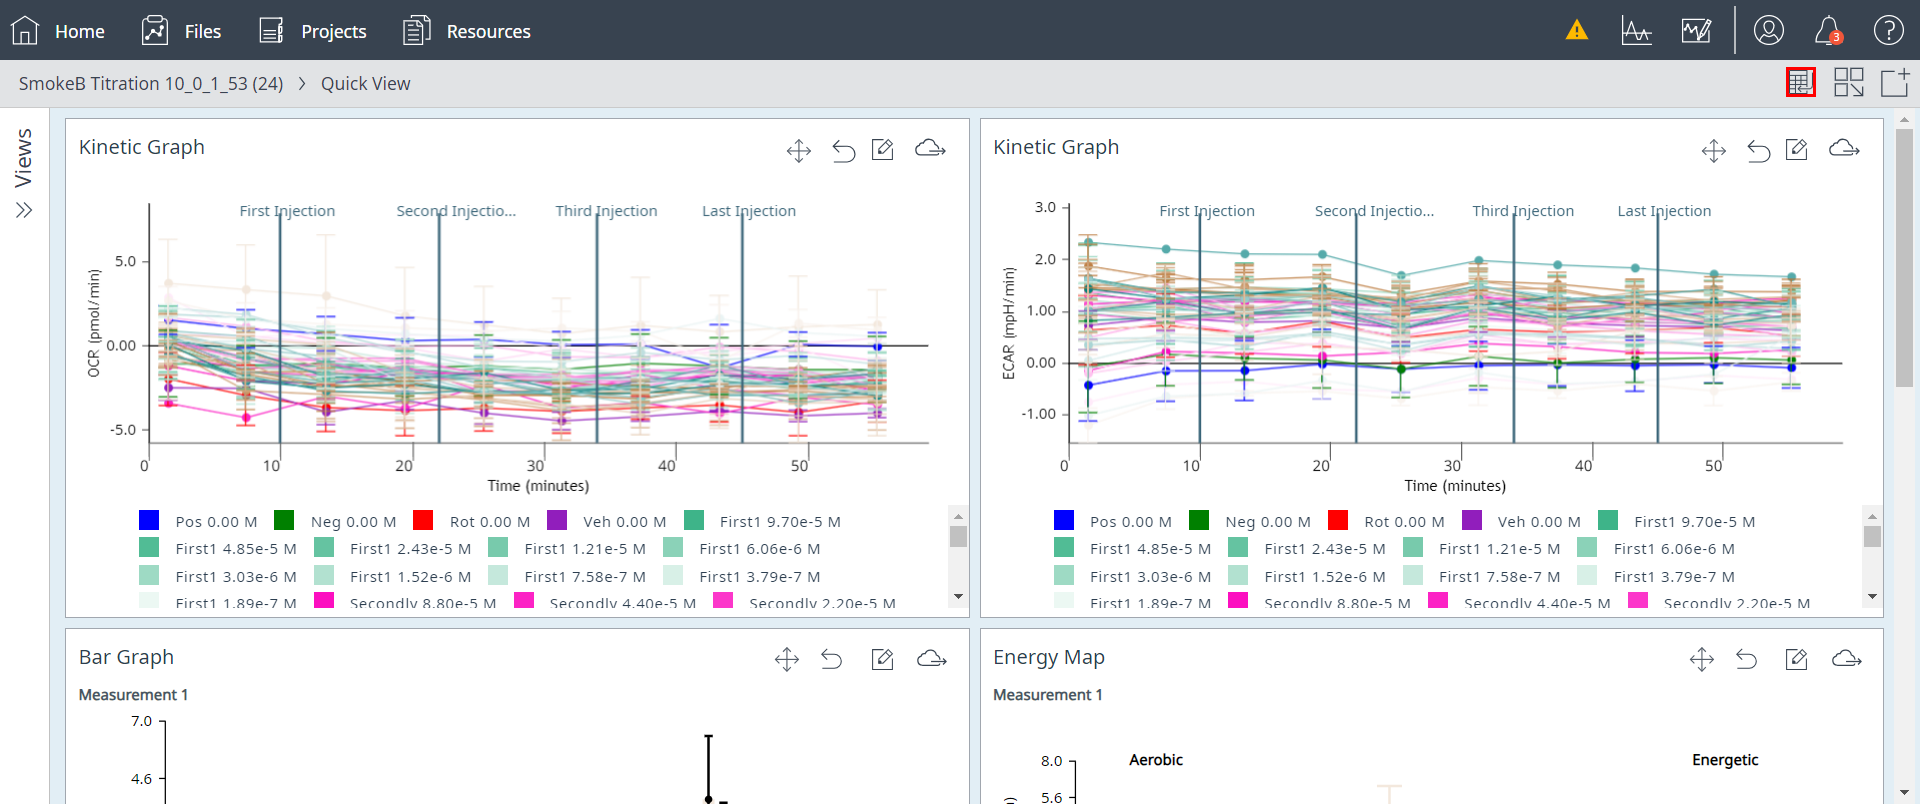 Home Files Projects Resources 3
SmokeB Titration 10_0_1_53 (24) > Quick View
Views
Kinetic Graph
First Injection Second Injectio... Third Injection Last Injection
OCR (pmol/min)
5.0
0.00
-5.0
0 10 20 30 40 50
Time (minutes)
Pos 0.00 M Neg 0.00 M Rot 0.00 M Veh 0.00 M First1 9.70e-5 M
First1 4.85e-5 M First1 2.43e-5 M First1 1.21e-5 M First1 6.06e-6 M
First1 3.03e-6 M First1 1.52e-6 M First1 7.58e-7 M First1 3.79e-7 M
First1 1.89e-7 M Secondly 8.80e-5 M Secondly 4.40e-5 M Secondly 2.20e-5 M
Kinetic Graph
First Injection Second Injectio... Third Injection Last Injection
ECAR (mpH/min)
3.0
2.0
1.00
0.00
-1.00
0 10 20 30 40 50
Time (minutes)
Pos 0.00 M Neg 0.00 M Rot 0.00 M Veh 0.00 M First1 9.70e-5 M
First1 4.85e-5 M First1 2.43e-5 M First1 1.21e-5 M First1 6.06e-6 M
First1 3.03e-6 M First1 1.52e-6 M First1 7.58e-7 M First1 3.79e-7 M
First1 1.89e-7 M Secondly 8.80e-5 M Secondly 4.40e-5 M Secondly 2.20e-5 M
Bar Graph
Measurement 1
7.0
4.6
Energy Map
Measurement 1
8.0
5.6
Aerobic Energetic